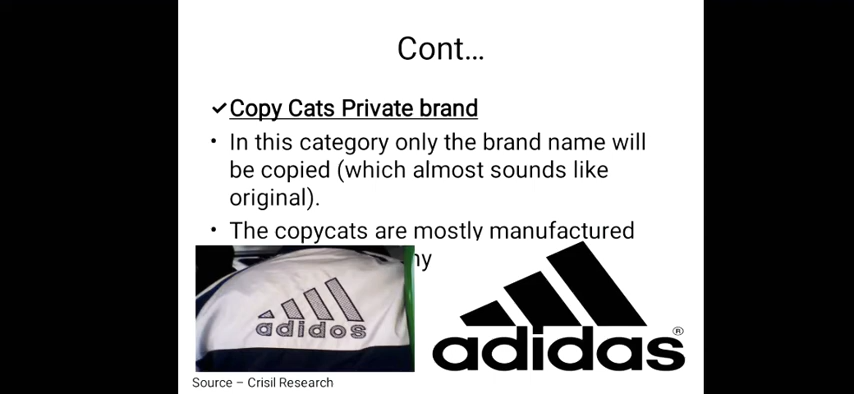 Cont...
Copy Cats Private brand
• In this category only the brand name will
be copied (which almost sounds like
original).
• The copycats are mostly manufactured
adidos
adidas®
Source – Crisil Research